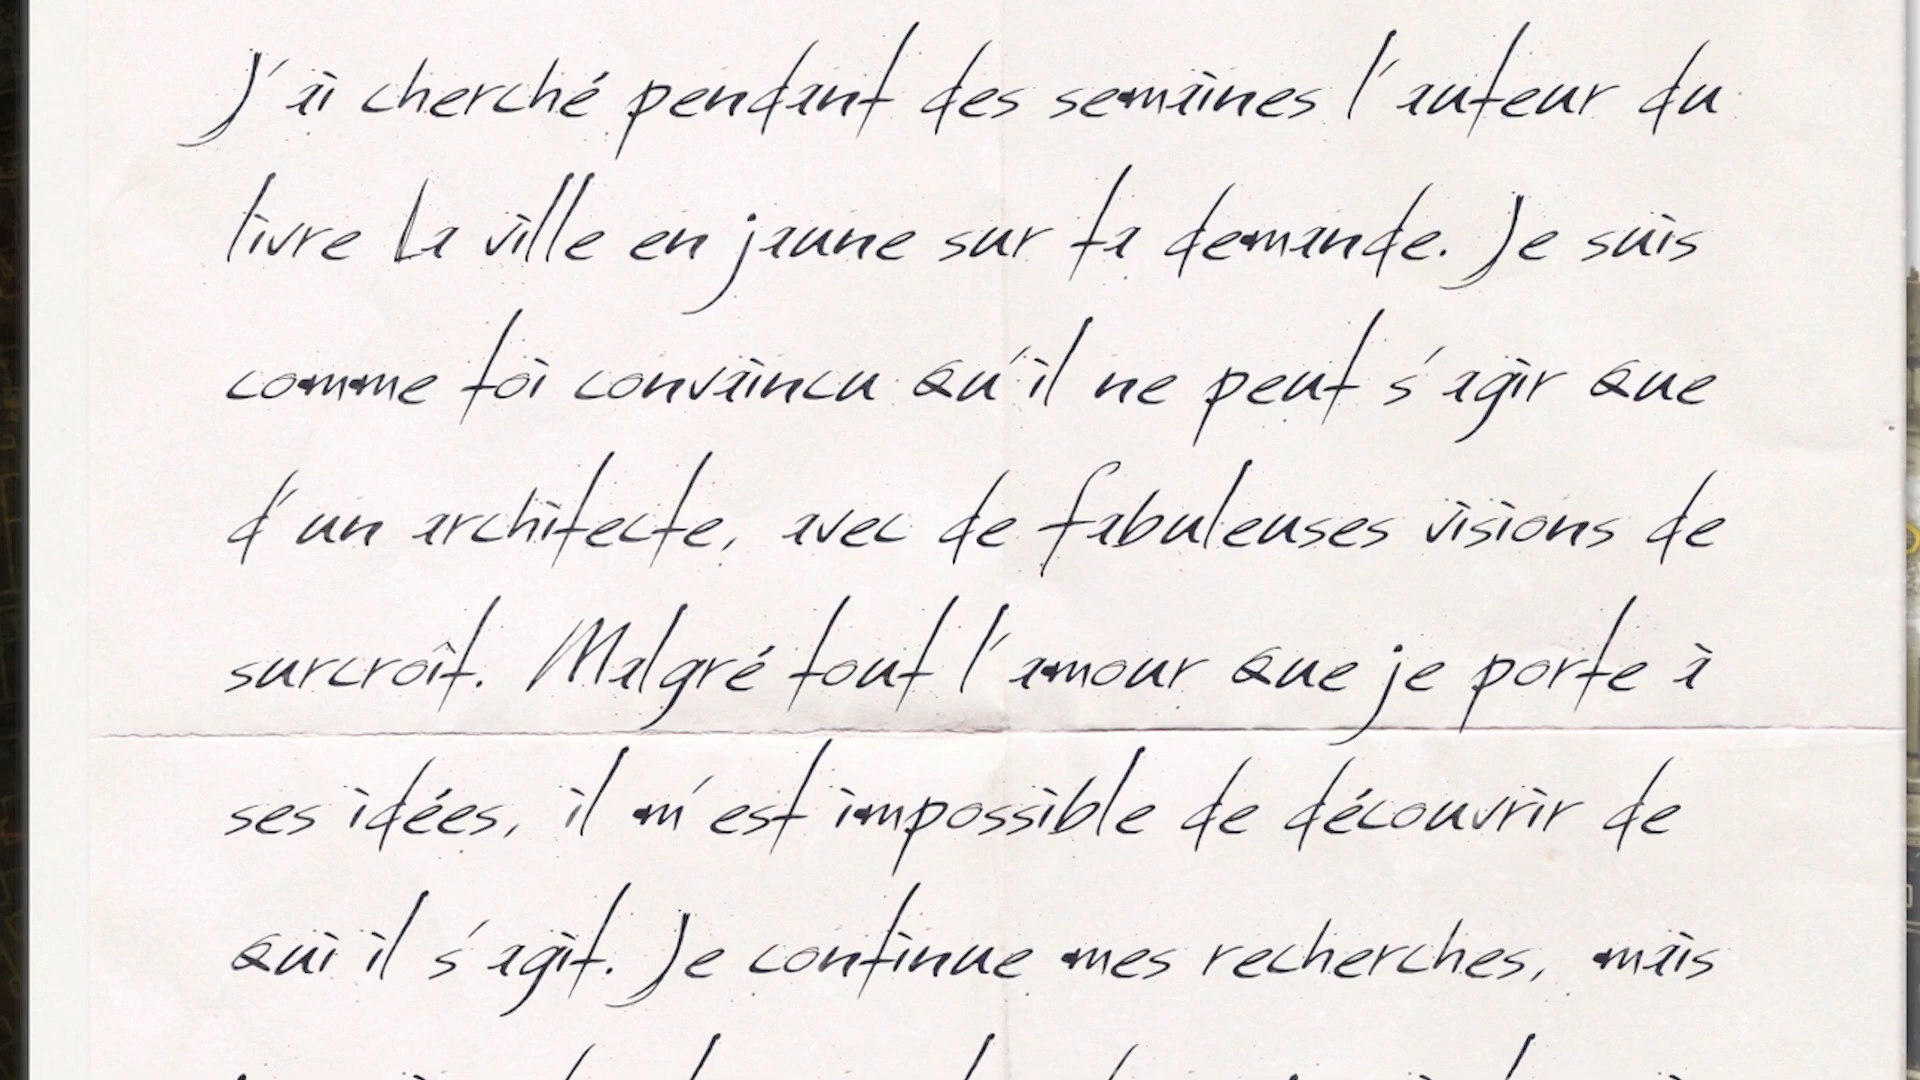 J'ai cherché pendant des semaines l'auteur du
livre La ville en jaune sur ta demande. Je suis
comme toi convaincu qu'il ne peut s'agir que
d'un architecte, avec de fabuleuses visions de
surcroît. Malgré tout l'amour que je porte à
ses idées, il m'est impossible de découvrir de
qui il s'agit. Je continue mes recherches, mais